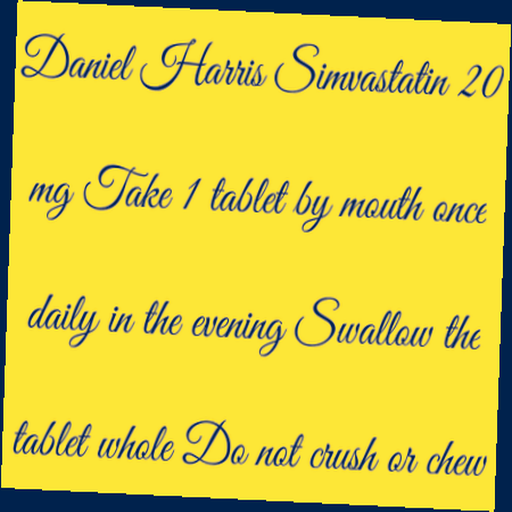 Daniel Harris Simvastatin 20
mg Take 1 tablet by mouth once
daily in the evening Swallow the
tablet whole Do not crush or chew